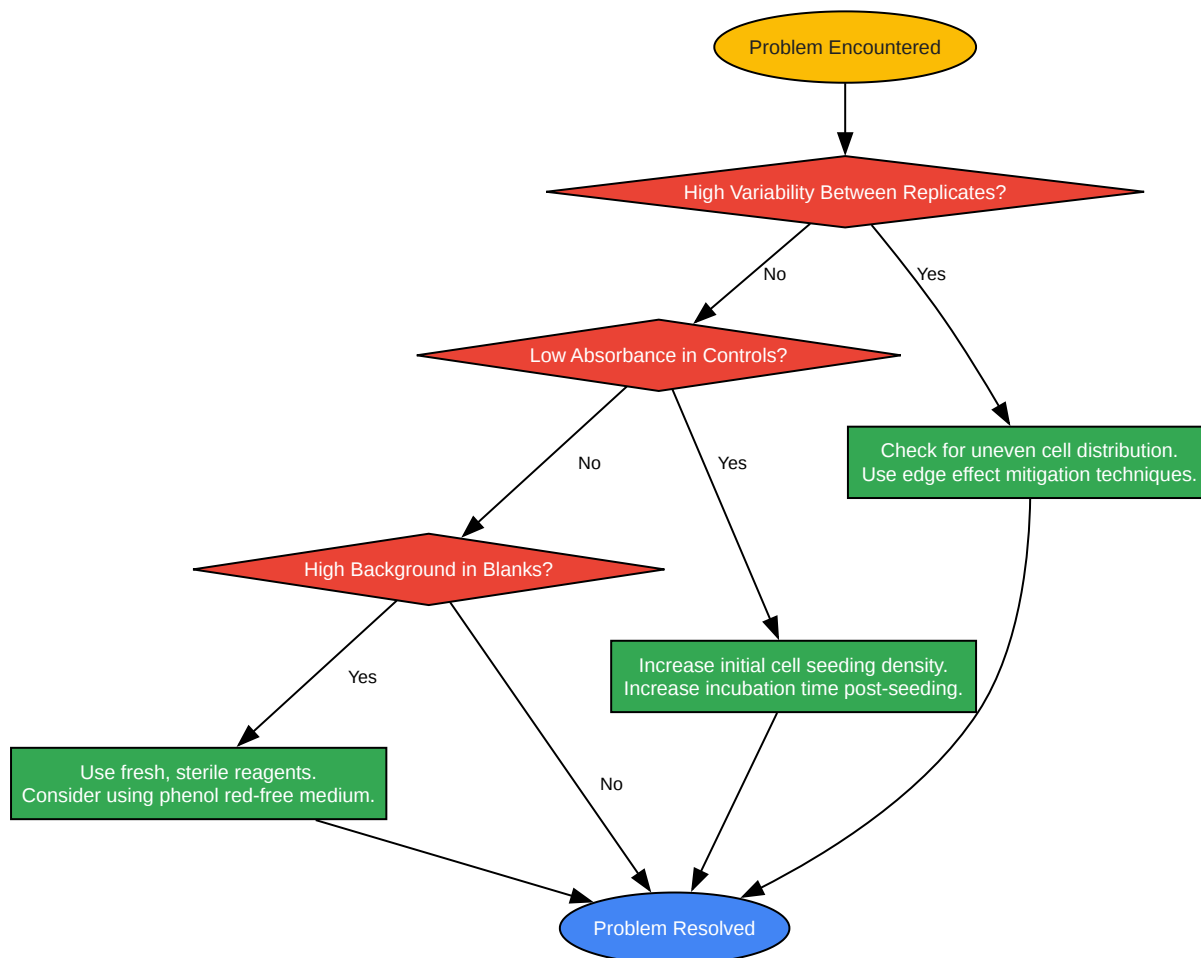 Problem Encountered
High Variability Between Replicates?
No
Yes
Low Absorbance in Controls?
No
Yes
Check for uneven cell distribution.
Use edge effect mitigation techniques.
High Background in Blanks?
Yes
No
Increase initial cell seeding density.
Increase incubation time post-seeding.
Use fresh, sterile reagents.
Consider using phenol red-free medium.
Problem Resolved